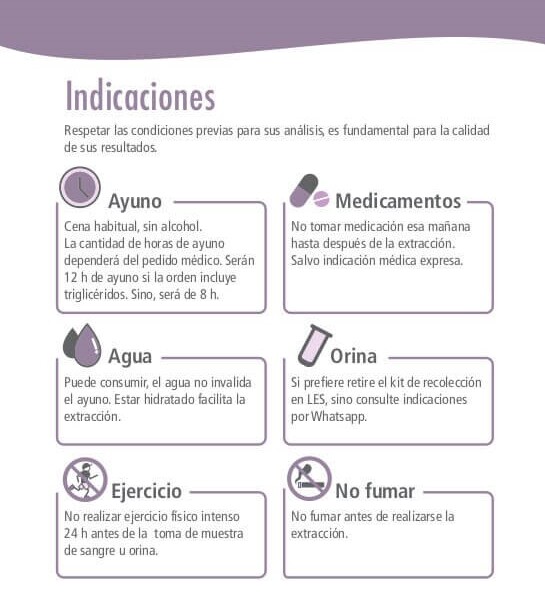 Indicaciones
Respetar las condiciones previas para sus análisis, es fundamental para la calidad
de sus resultados.
Ayuno
Cena habitual, sin alcohol.
La cantidad de horas de ayuno
dependerá del pedido médico. Serán
12 h de ayuno si la orden incluye
triglicéridos. Sino, será de 8 h.
Medicamentos
No tomar medicación esa mañana
hasta después de la extracción.
Salvo indicación médica expresa.
Agua
Puede consumir, el agua no invalida
el ayuno. Estar hidratado facilita la
extracción.
Orina
Si prefiere retire el kit de recolección
en LES, sino consulte indicaciones
por Whatsapp.
Ejercicio
No realizar ejercicio físico intenso
24 h antes de la toma de muestra
de sangre u orina.
No fumar
No fumar antes de realizarse la
extracción.